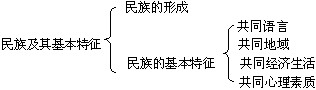 民族的形成
民族及其基本特征
民族的基本特征
共同语言
共同地域
共同经济生活
共同心理素质